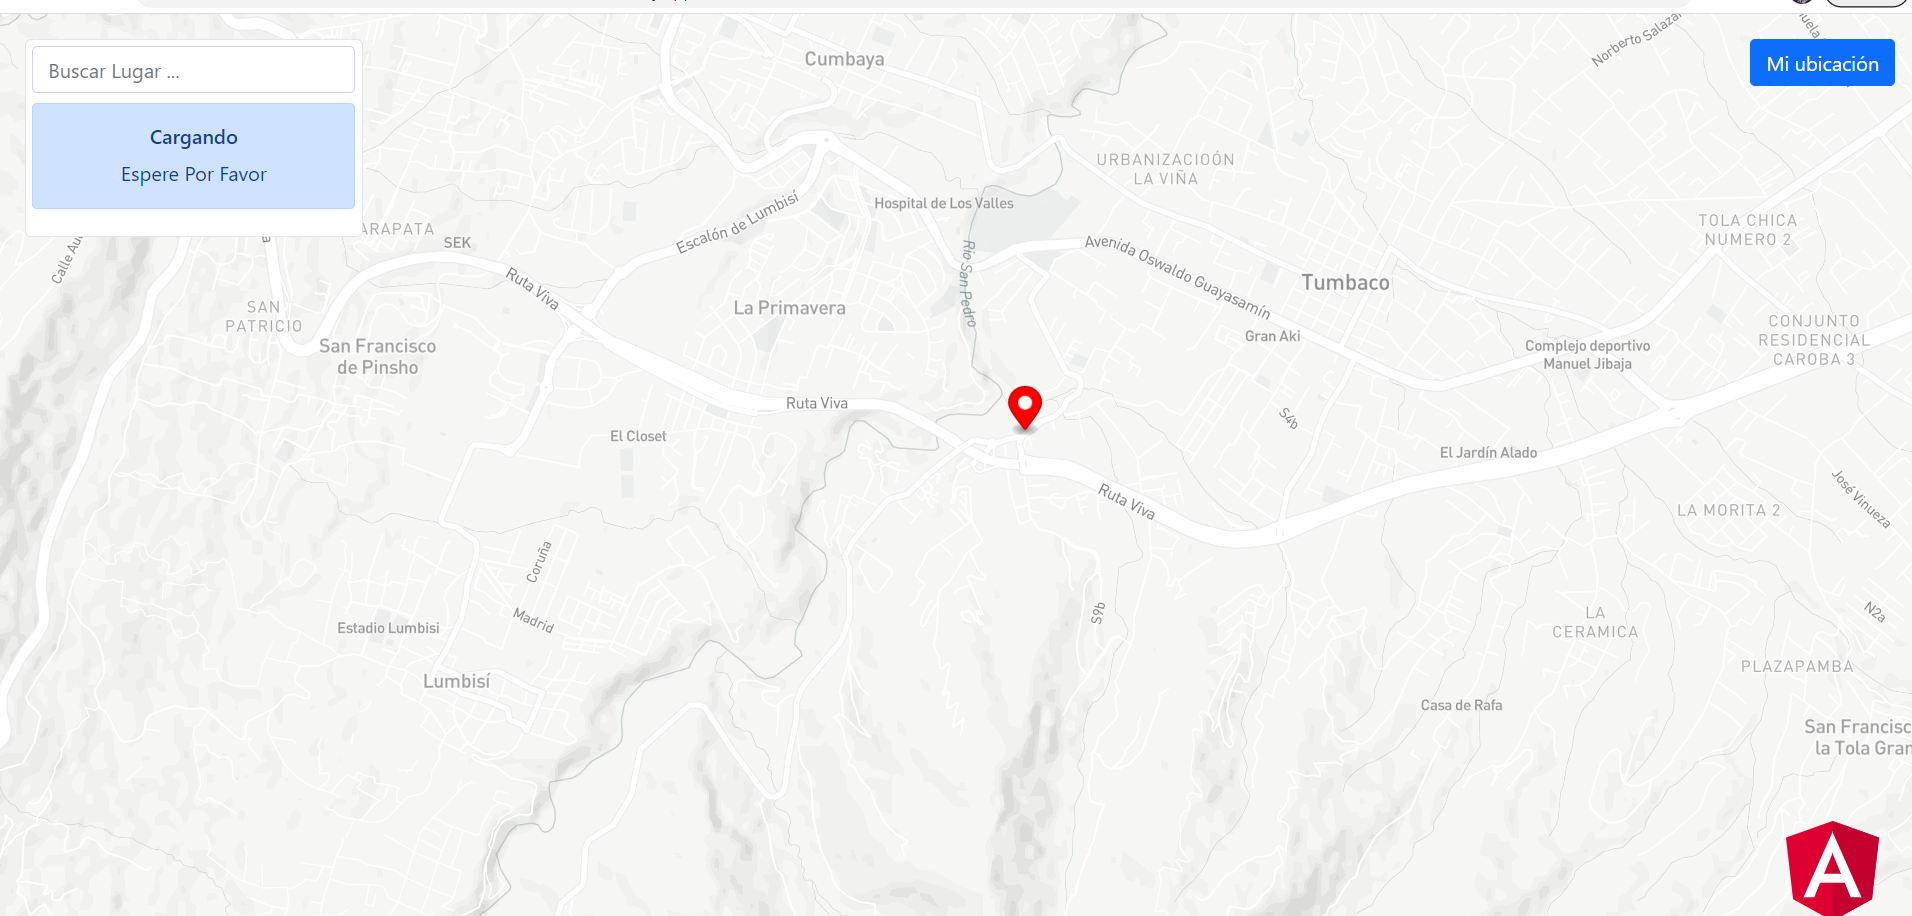 Buscar Lugar ...
Cargando
Espere Por Favor
Mi ubicación
Cumbaya
Norberto Salazar
URBANIZACIOÓN
LA VIÑA
Hospital de Los Valles
Escalón de Lumbisí
ARAPATA
SEK
Calle Au
TOLA CHICA
NUMERO 2
Río San Pedro
Avenida Oswaldo Guayasamín
Ruta Viva
Tumbaco
SAN
PATRICIO
La Primavera
San Francisco
de Pinsho
Gran Aki
CONJUNTO
RESIDENCIAL
CAROBA 3
Complejo deportivo
Manuel Jibaja
Ruta Viva
El Closet
S4b
El Jardín Alado
Ruta Viva
José Vinueza
LA MORITA 2
Coruña
Madrid
Estadio Lumbisi
S9b
LA
CERAMICA
N2a
Lumbisí
PLAZAPAMBA
Casa de Rafa
San Francisc
la Tola Gran
A